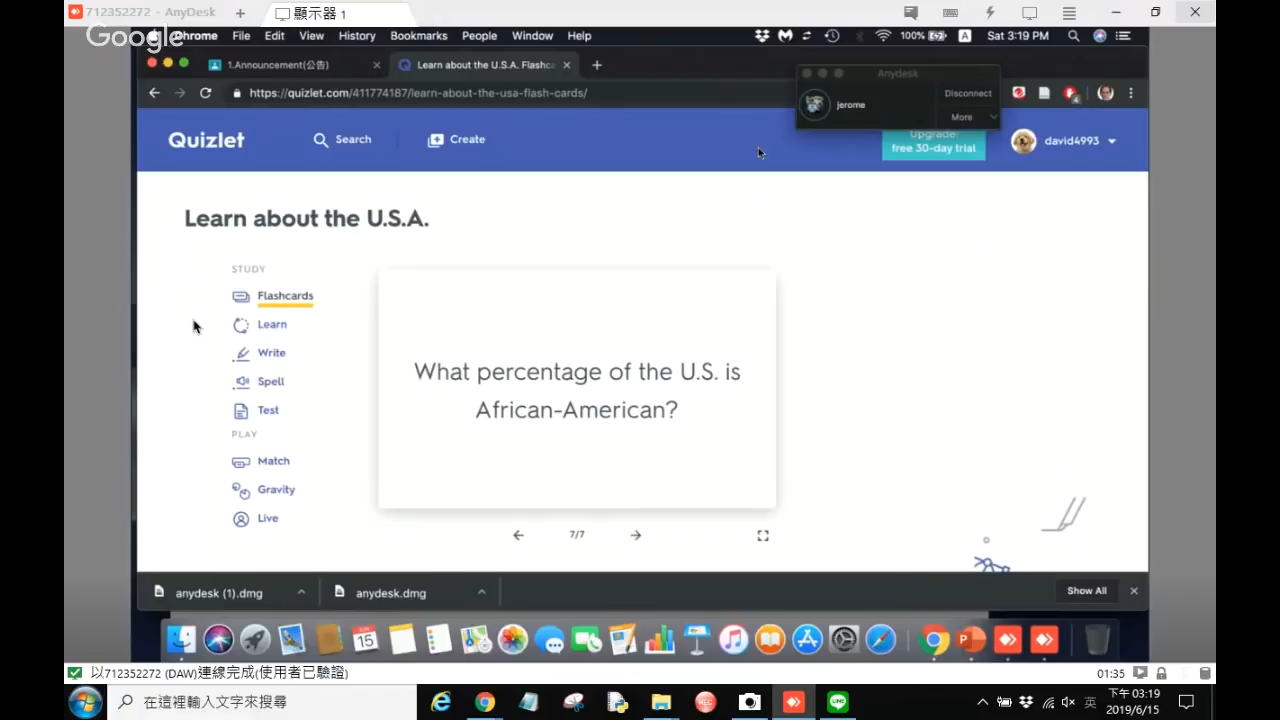 712352272 — AnyDesk
顯示器 1
Google
Chrome File Edit View History Bookmarks People Window Help
100% A Sat 3:19 PM
1.Announcement(公告)
Learn about the U.S.A. Flashca
Anydesk
https://quizlet.com/411774187/learn-about-the-usa-flash-cards/
jerome
Disconnect
More
Quizlet
Search
Create
Upgrade:
free 30-day trial
david4993
Learn about the U.S.A.
STUDY
Flashcards
Learn
Write
Spell
Test
PLAY
Match
Gravity
Live
What percentage of the U.S. is
African-American?
7/7
anydesk (1).dmg
anydesk.dmg
Show All
以712352272 (DAW)連線完成(使用者已驗證)
01:35
在這裡輸入文字來搜尋
英
下午 03:19
2019/6/15